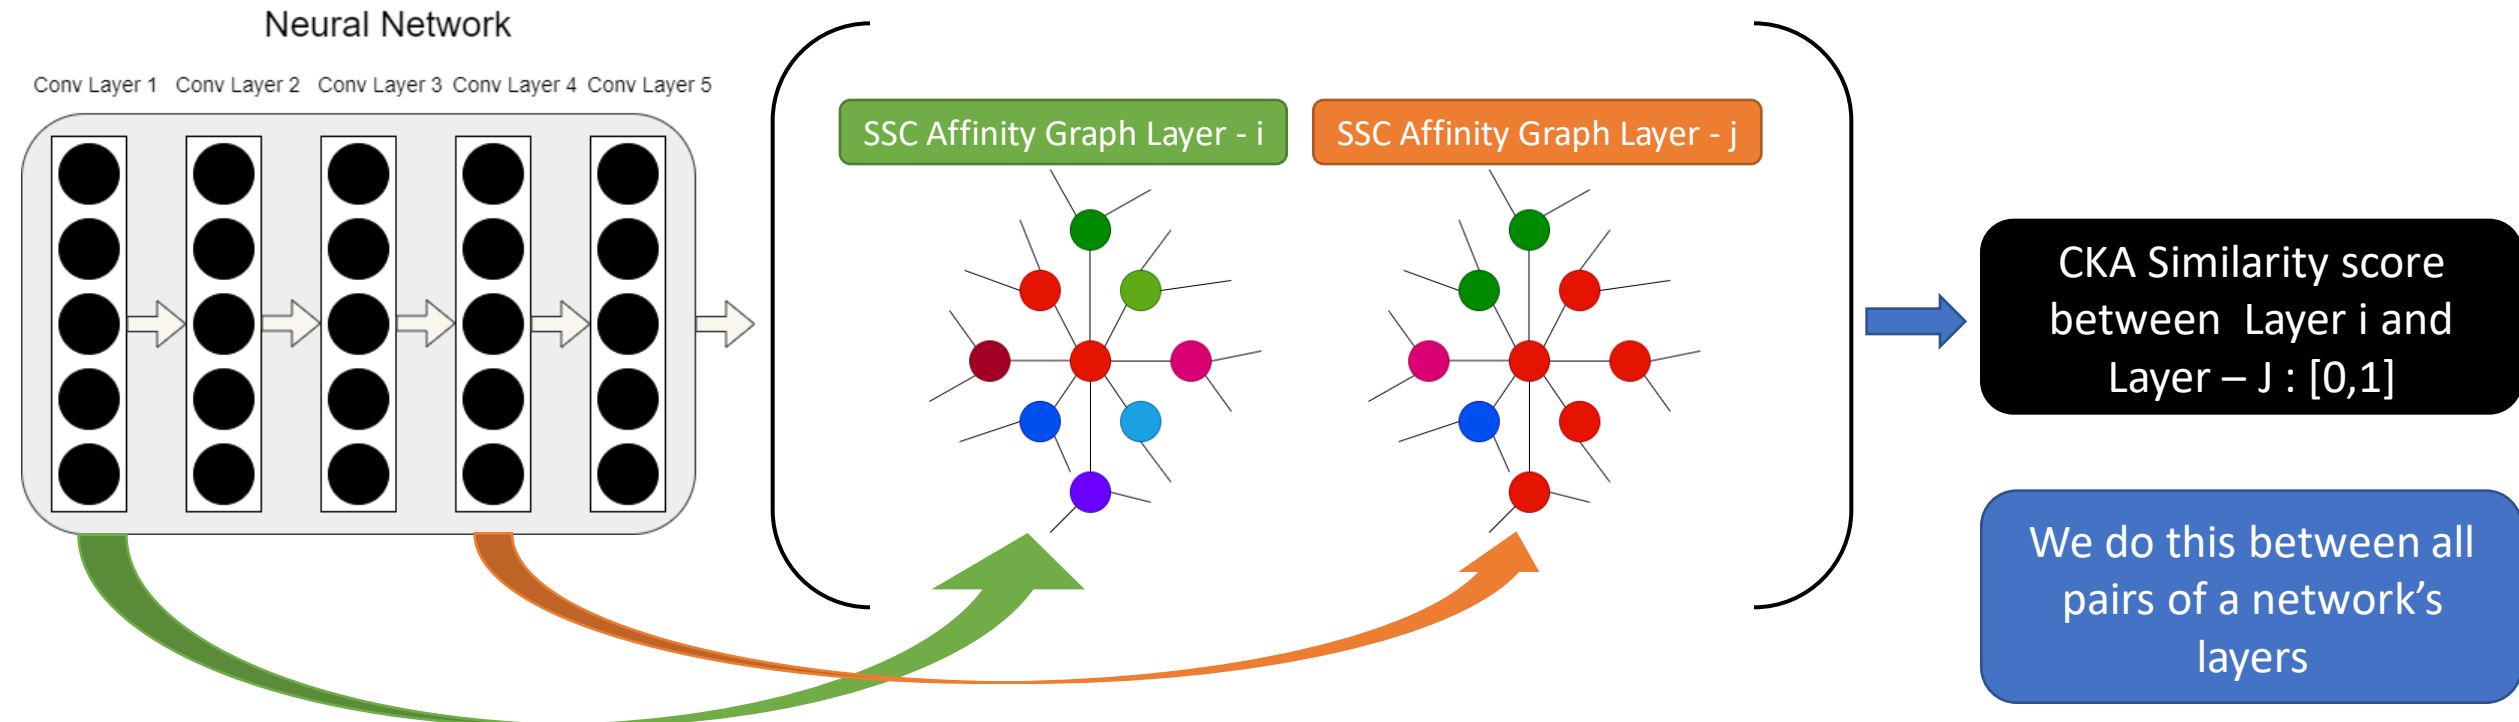 Neural Network
Conv Layer 1
Conv Layer 2
Conv Layer 3
Conv Layer 4
Conv Layer 5
SSC Affinity Graph Layer - i
SSC Affinity Graph Layer - j
CKA Similarity score
between Layer i and
Layer – J : [0,1]
We do this between all
pairs of a network’s
layers